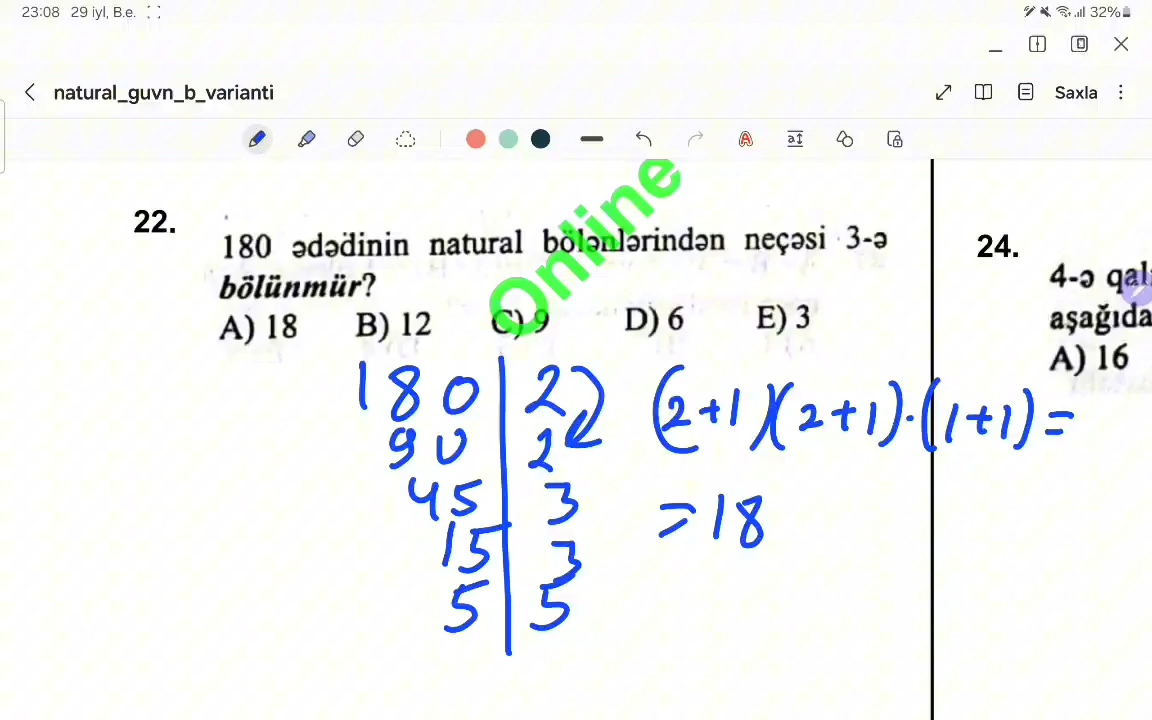 23:08 29 iyl, B.e. 32%
natural_guvn_b_varianti
Saxla
Online
22.
180 ədədinin natural bölənlərindən neçəsi 3-ə
bölünmür?
A) 18 B) 12 C) 9 D) 6 E) 3
180 | 2
90 | 2
45 | 3
15 | 3
5 | 5
(2+1)(2+1)·(1+1)=
=18
24.
4-ə qal
aşağıda
A) 16